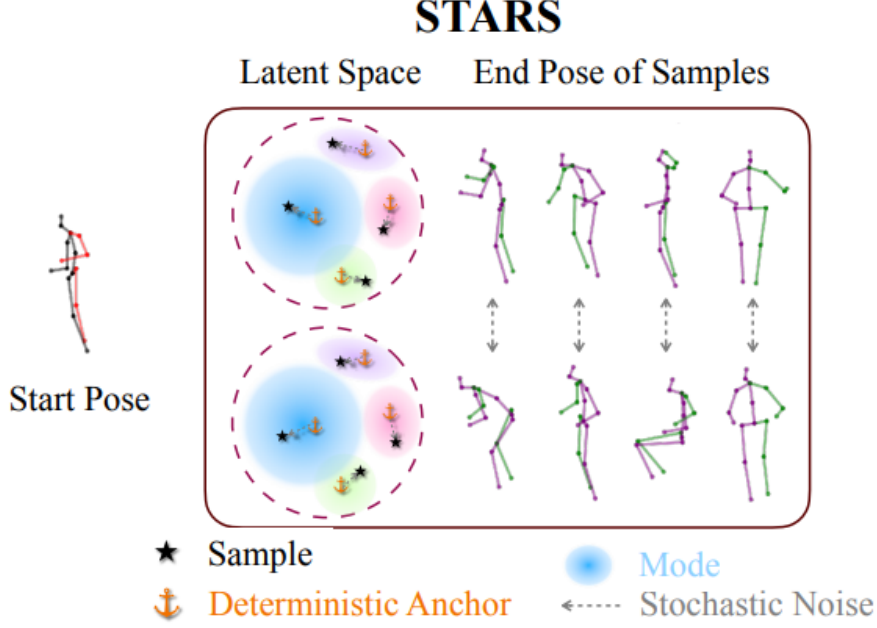 STARS
Latent Space
End Pose of Samples
Start Pose
Sample
Mode
Deterministic Anchor
Stochastic Noise